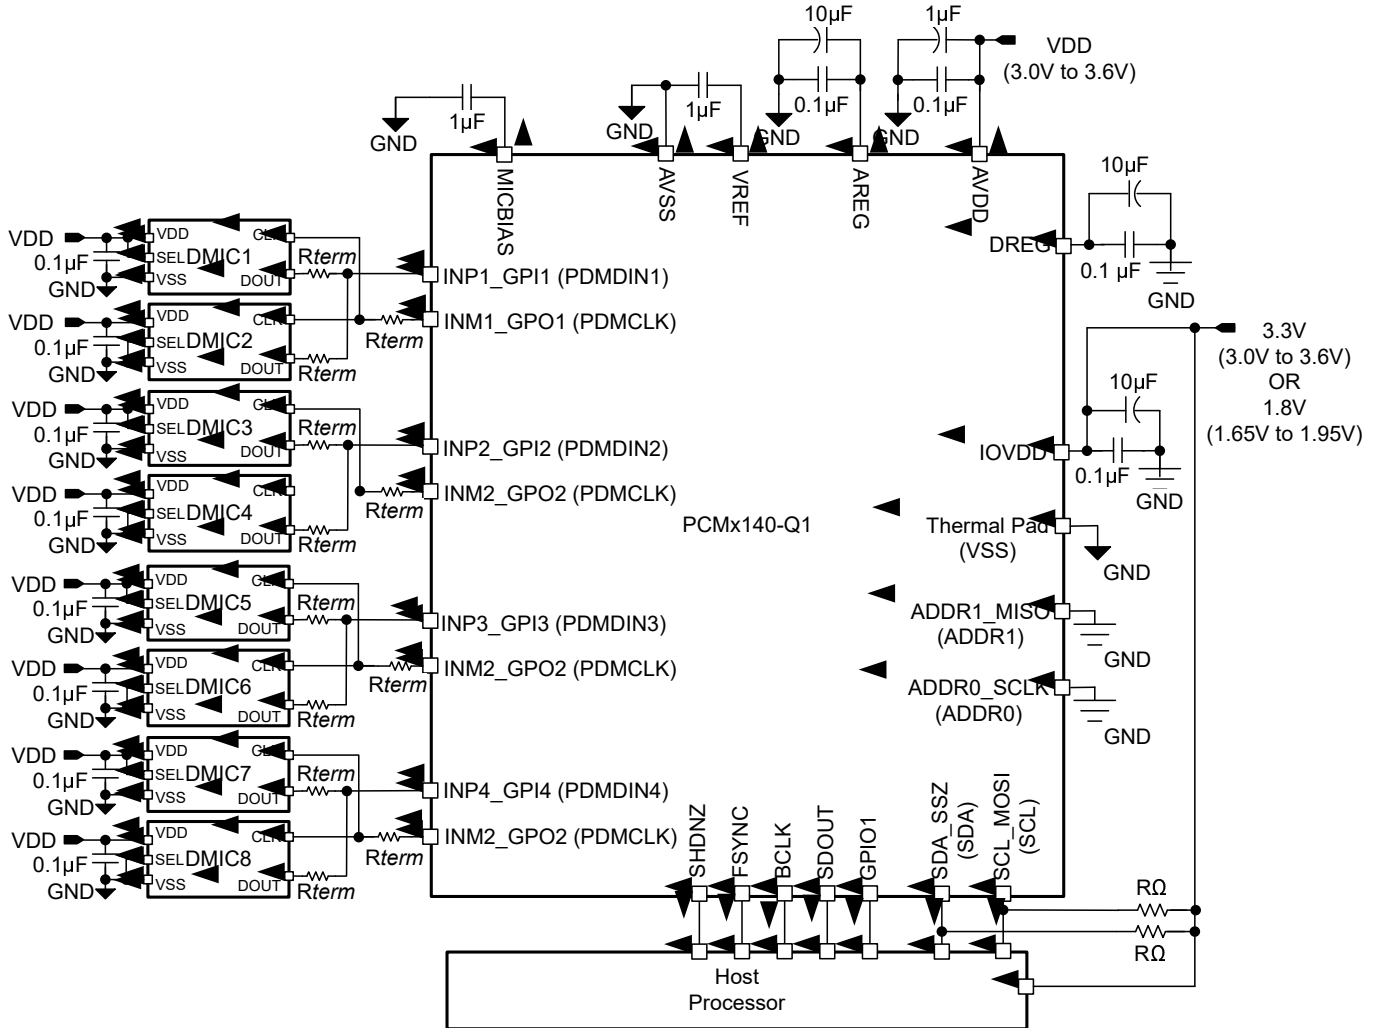 10µF
1µF
VDD
(3.0V to 3.6V)
0.1µF
0.1µF
1µF
1µF
GND
GND
GND
GND
MICBIAS
AVSS
VREF
AREG
AVDD
10µF
DREG
0.1 µF
GND
VDD
0.1µF
GND
VDD
SEL
VSS
DMIC1
CLK
DOUT
Rterm
INP1_GPI1 (PDMDIN1)
INM1_GPO1 (PDMCLK)
Rterm
VDD
0.1µF
GND
VDD
SEL
VSS
DMIC2
CLK
DOUT
Rterm
3.3V
(3.0V to 3.6V)
OR
1.8V
(1.65V to 1.95V)
10µF
IOVDD
0.1µF
GND
VDD
0.1µF
GND
VDD
SEL
VSS
DMIC3
CLK
DOUT
Rterm
INP2_GPI2 (PDMDIN2)
INM2_GPO2 (PDMCLK)
Rterm
VDD
0.1µF
GND
VDD
SEL
VSS
DMIC4
CLK
DOUT
Rterm
PCMx140-Q1
Thermal Pad
(VSS)
GND
VDD
0.1µF
GND
VDD
SEL
VSS
DMIC5
CLK
DOUT
Rterm
INP3_GPI3 (PDMDIN3)
INM2_GPO2 (PDMCLK)
Rterm
ADDR1_MISO
(ADDR1)
GND
VDD
0.1µF
GND
VDD
SEL
VSS
DMIC6
CLK
DOUT
Rterm
ADDR0_SCLK
(ADDR0)
GND
VDD
0.1µF
GND
VDD
SEL
VSS
DMIC7
CLK
DOUT
Rterm
INP4_GPI4 (PDMDIN4)
INM2_GPO2 (PDMCLK)
Rterm
VDD
0.1µF
GND
VDD
SEL
VSS
DMIC8
CLK
DOUT
Rterm
SHDNZ
FSYNC
BCLK
SDOUT
GPIO1
SDA_SSZ
(SDA)
SCL_MOSI
(SCL)
RΩ
RΩ
Host
Processor